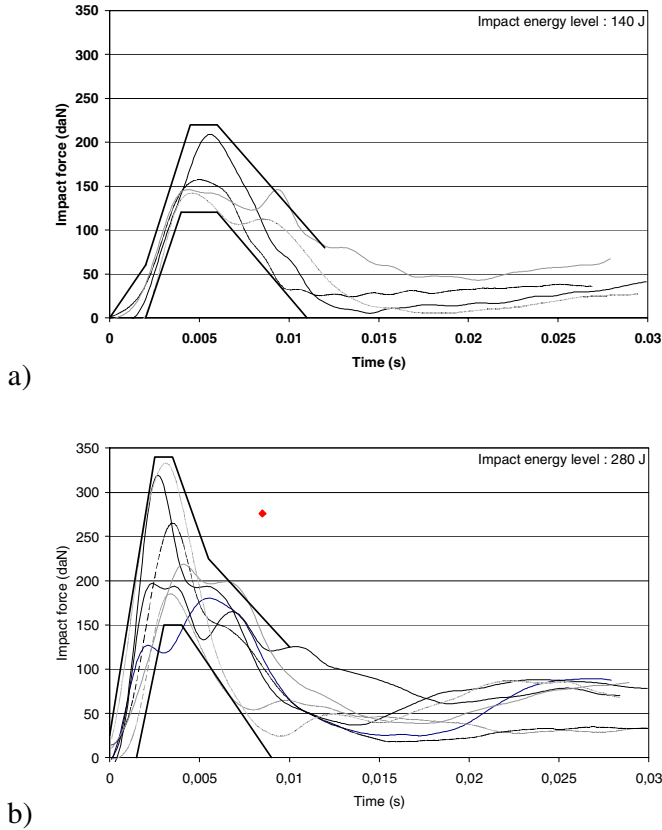 Impact energy level : 140 J
350
300
250
200
150
100
50
0
Impact force (daN)
0 0.005 0.01 0.015 0.02 0.025 0.03
Time (s)
a)
Impact energy level : 280 J
350
300
250
200
150
100
50
0
Impact force (daN)
0 0,005 0,01 0,015 0,02 0,025 0,03
Time (s)
b)